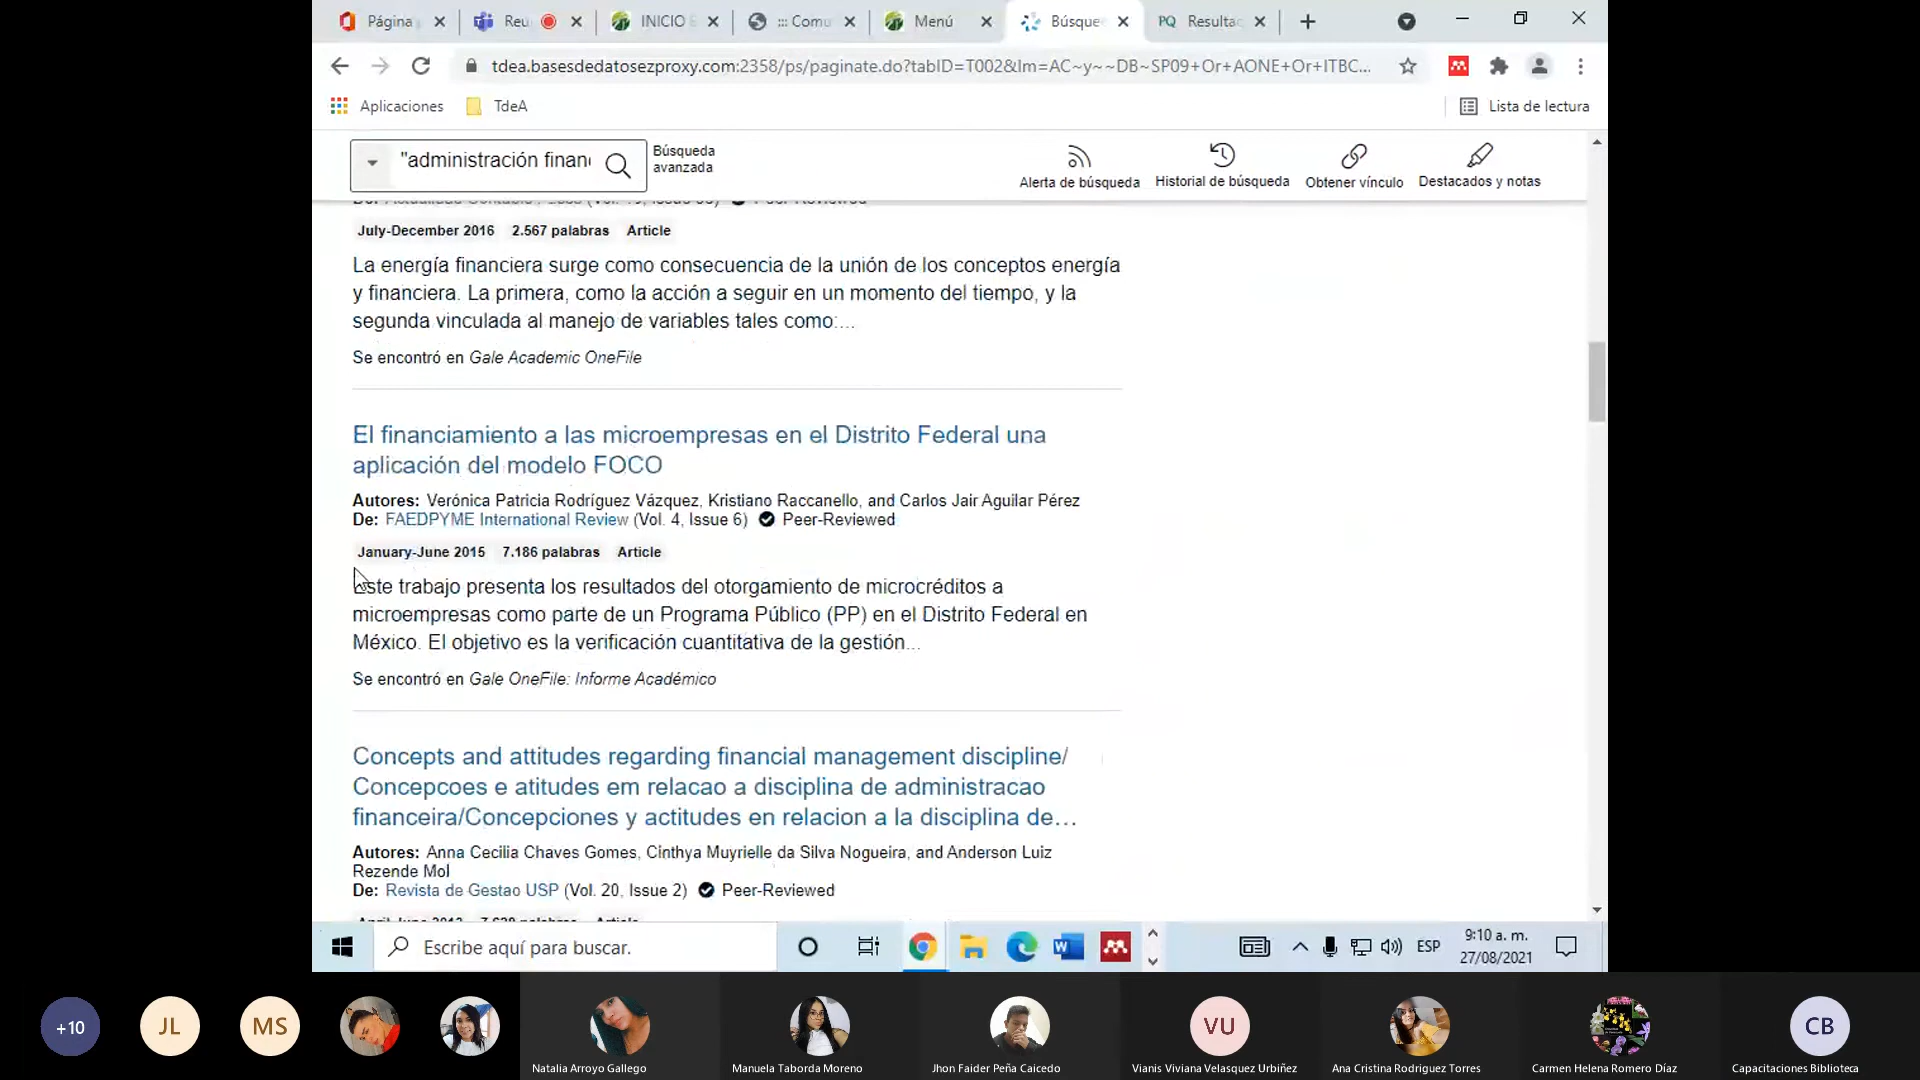 Página
Reu
INICIO
::: Comu
Menú
Búsque
PQ Resultac
tdea.basesdedatosezproxy.com:2358/ps/paginate.do?tabID=T002&lm=AC~y~~DB~SP09+Or+AONE+Or+ITBC...
Aplicaciones
TdeA
Lista de lectura
"administración finan
Búsqueda
avanzada
Alerta de búsqueda
Historial de búsqueda
Obtener vínculo
Destacados y notas
July-December 2016 2.567 palabras Article
La energía financiera surge como consecuencia de la unión de los conceptos energía
y financiera. La primera, como la acción a seguir en un momento del tiempo, y la
segunda vinculada al manejo de variables tales como:...
Se encontró en Gale Academic OneFile
El financiamiento a las microempresas en el Distrito Federal una
aplicación del modelo FOCO
Autores: Verónica Patricia Rodríguez Vázquez, Kristiano Raccanello, and Carlos Jair Aguilar Pérez
De: FAEDPYME International Review (Vol. 4, Issue 6) Peer-Reviewed
January-June 2015 7.186 palabras Article
Este trabajo presenta los resultados del otorgamiento de microcréditos a
microempresas como parte de un Programa Público (PP) en el Distrito Federal en
México. El objetivo es la verificación cuantitativa de la gestión...
Se encontró en Gale OneFile: Informe Académico
Concepts and attitudes regarding financial management discipline/
Concepcoes e atitudes em relacao a disciplina de administracao
financeira/Concepciones y actitudes en relacion a la disciplina de...
Autores: Anna Cecilia Chaves Gomes, Cinthya Muyrielle da Silva Nogueira, and Anderson Luiz
Rezende Mol
De: Revista de Gestao USP (Vol. 20, Issue 2) Peer-Reviewed
Escribe aquí para buscar.
ESP
9:10 a. m.
27/08/2021
+10
JL
MS
VU
CB
Natalia Arroyo Gallego
Manuela Taborda Moreno
Jhon Faider Peña Caicedo
Vianis Viviana Velasquez Urbiñez
Ana Cristina Rodriguez Torres
Carmen Helena Romero Díaz
Capacitaciones Biblioteca